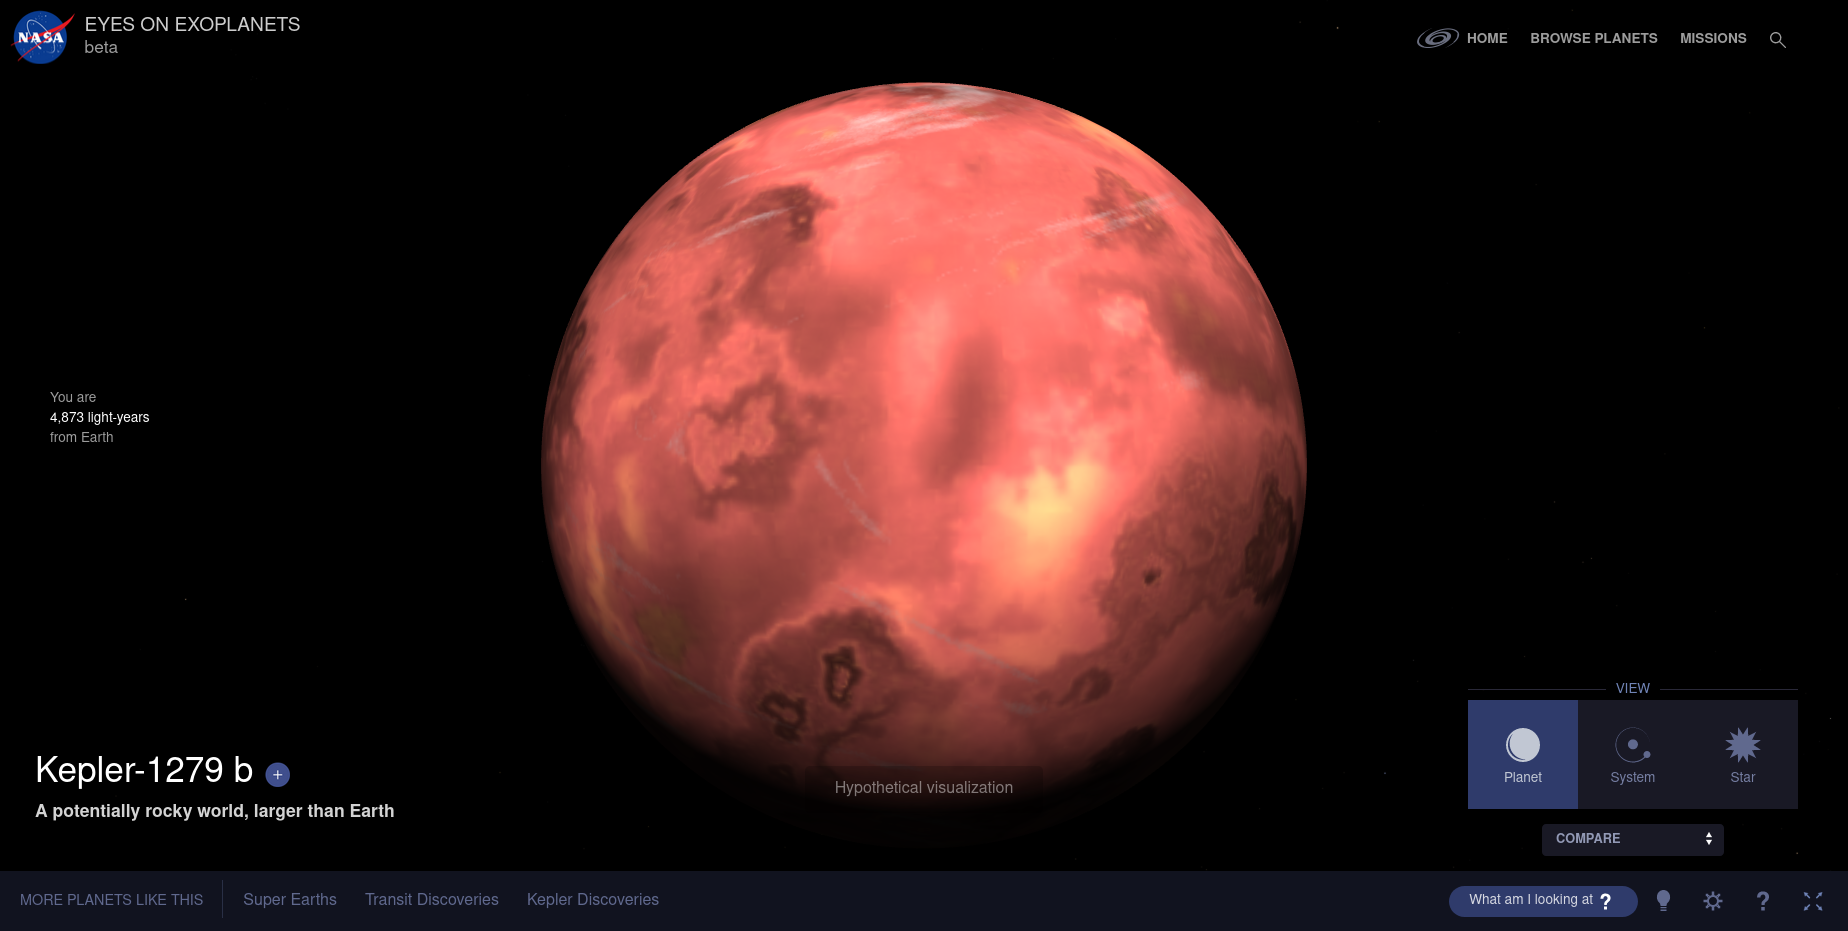 NASA
EYES ON EXOPLANETS
beta
HOME
BROWSE PLANETS
MISSIONS
You are
4,873 light-years
from Earth
Kepler-1279 b +
A potentially rocky world, larger than Earth
Hypothetical visualization
VIEW
Planet
System
Star
COMPARE
MORE PLANETS LIKE THIS
Super Earths
Transit Discoveries
Kepler Discoveries
What am I looking at ?
?